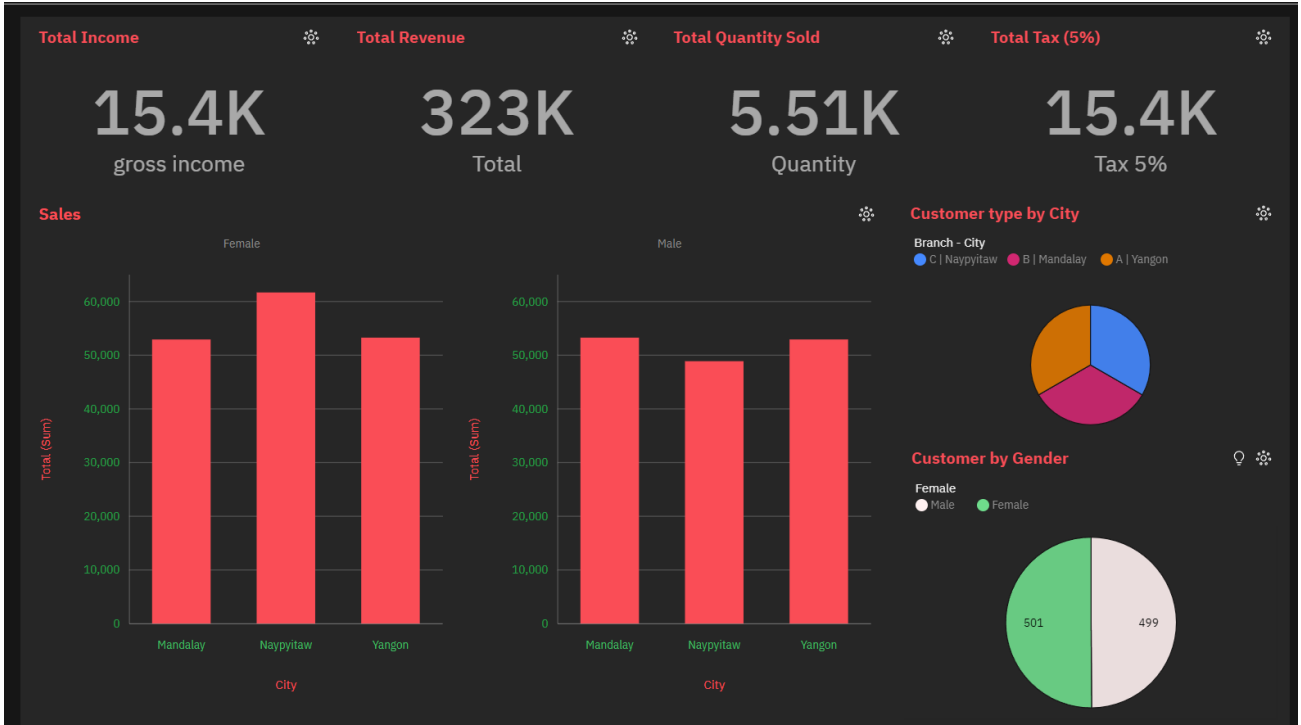 Total Income
Total Revenue
Total Quantity Sold
Total Tax (5%)
15.4K
gross income
323K
Total
5.51K
Quantity
15.4K
Tax 5%
Sales
Female
Total (Sum)
60,000
50,000
40,000
30,000
20,000
10,000
0
Mandalay
Naypyitaw
Yangon
City
Male
Total (Sum)
60,000
50,000
40,000
30,000
20,000
10,000
0
Mandalay
Naypyitaw
Yangon
City
Customer type by City
Branch - City
C | Naypyitaw
B | Mandalay
A | Yangon
Customer by Gender
Female
Male
Female
501
499